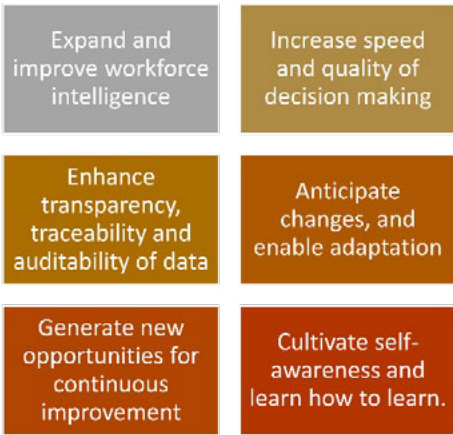 Expand and
improve workforce
intelligence
Increase speed
and quality of
decision making
Enhance
transparency,
traceability and
auditability of data
Anticipate
changes, and
enable adaptation
Generate new
opportunities for
continuous
improvement
Cultivate self-
awareness and
learn how to learn.